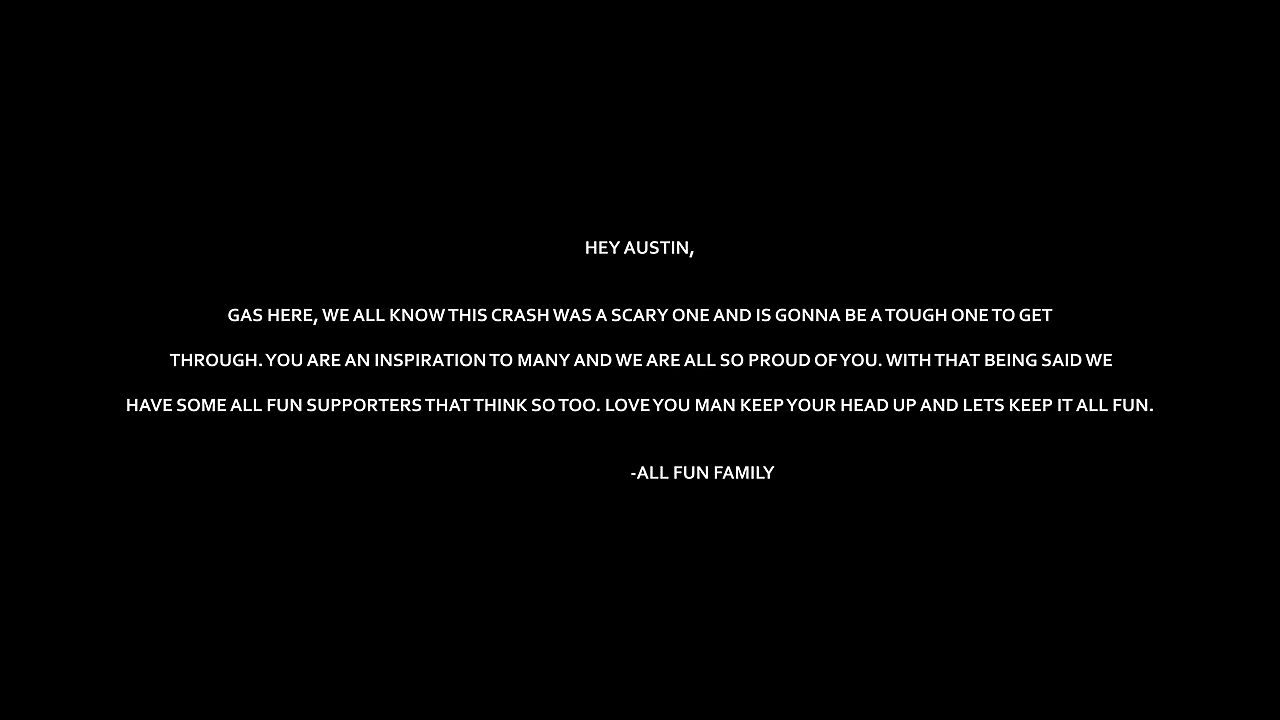 HEY AUSTIN,
GAS HERE, WE ALL KNOW THIS CRASH WAS A SCARY ONE AND IS GONNA BE A TOUGH ONE TO GET
THROUGH. YOU ARE AN INSPIRATION TO MANY AND WE ARE ALL SO PROUD OF YOU. WITH THAT BEING SAID WE
HAVE SOME ALL FUN SUPPORTERS THAT THINK SO TOO. LOVE YOU MAN KEEP YOUR HEAD UP AND LETS KEEP IT ALL FUN.
-ALL FUN FAMILY